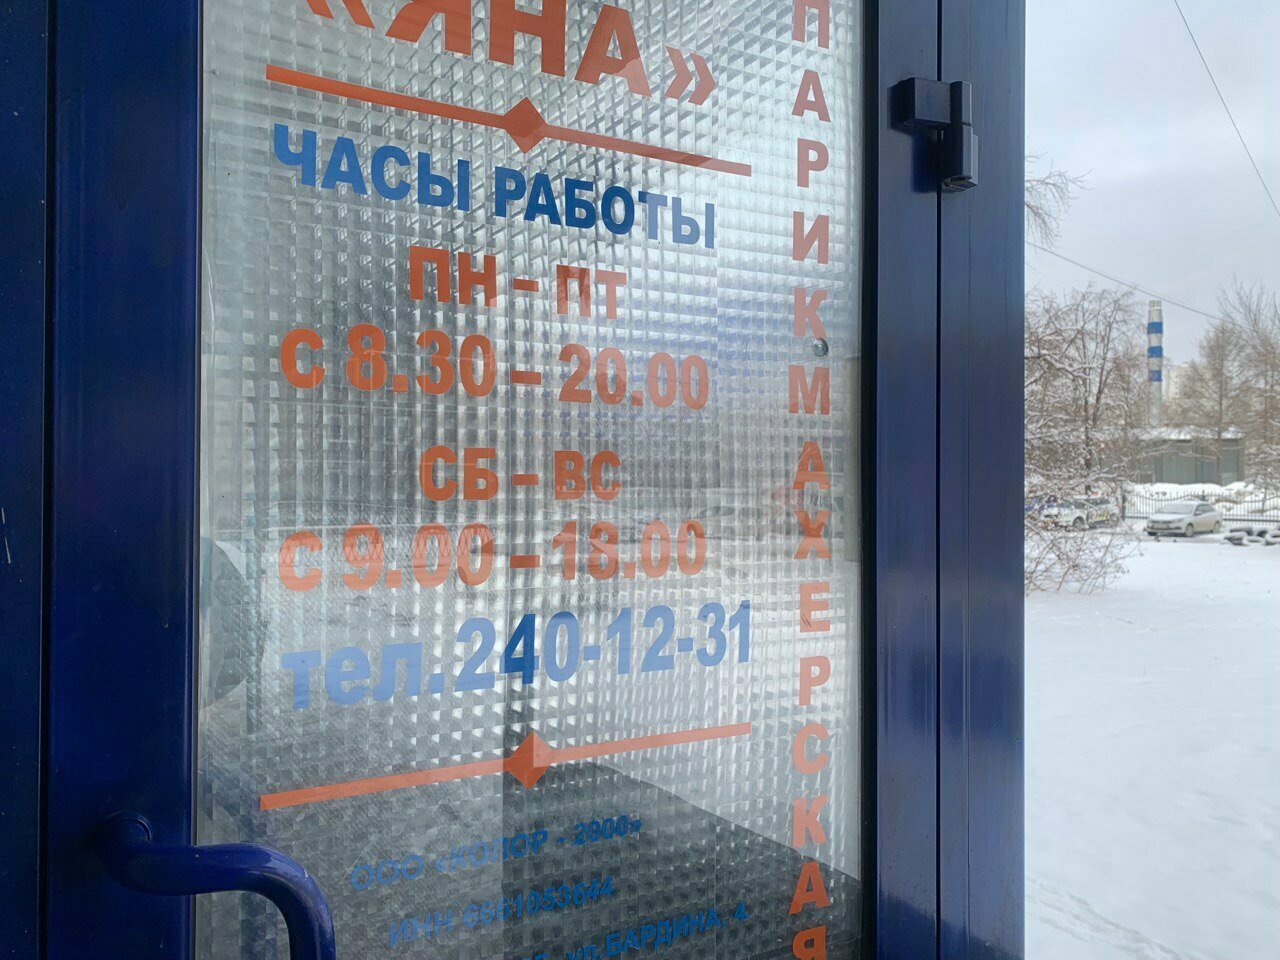 «ЯНА»
ЧАСЫ РАБОТЫ
ПН - ПТ
С 8.30 - 20.00
СБ - ВС
С 9.00 - 18.00
тел. 240-12-31
ООО «КОЛОР - 2000»
ИНН 6661053644
ул. БАРДИНА, 4
ПАРИКМАХЕРСКАЯ